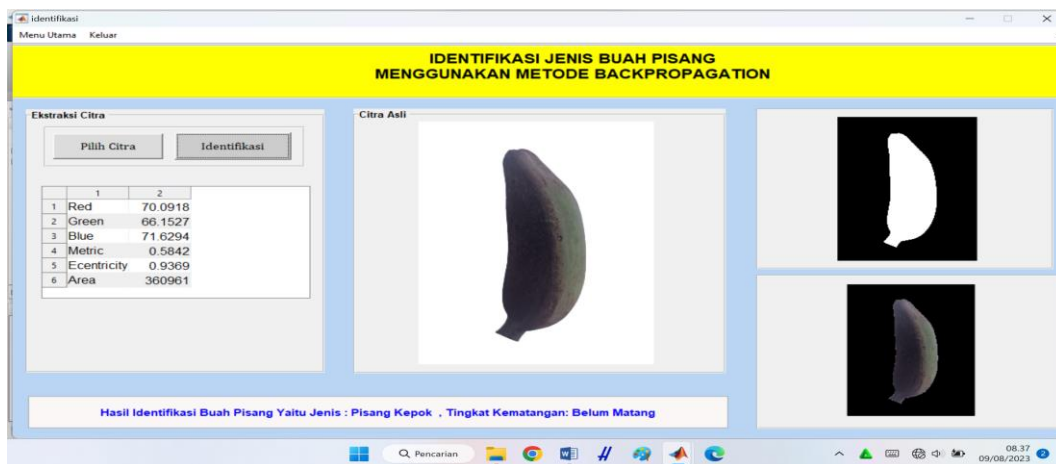 identifikasi
Menu Utama Keluar
IDENTIFIKASI JENIS BUAH PISANG
MENGGUNAKAN METODE BACKPROPAGATION
Ekstraksi Citra
Pilih Citra Identifikasi
1 2
1 Red 70.0918
2 Green 66.1527
3 Blue 71.6294
4 Metric 0.5842
5 Ecentricity 0.9369
6 Area 360961
Citra Asli
Hasil Identifikasi Buah Pisang Yaitu Jenis : Pisang Kepok , Tingkat Kematangan: Belum Matang
Pencarian
08.37
09/08/2023